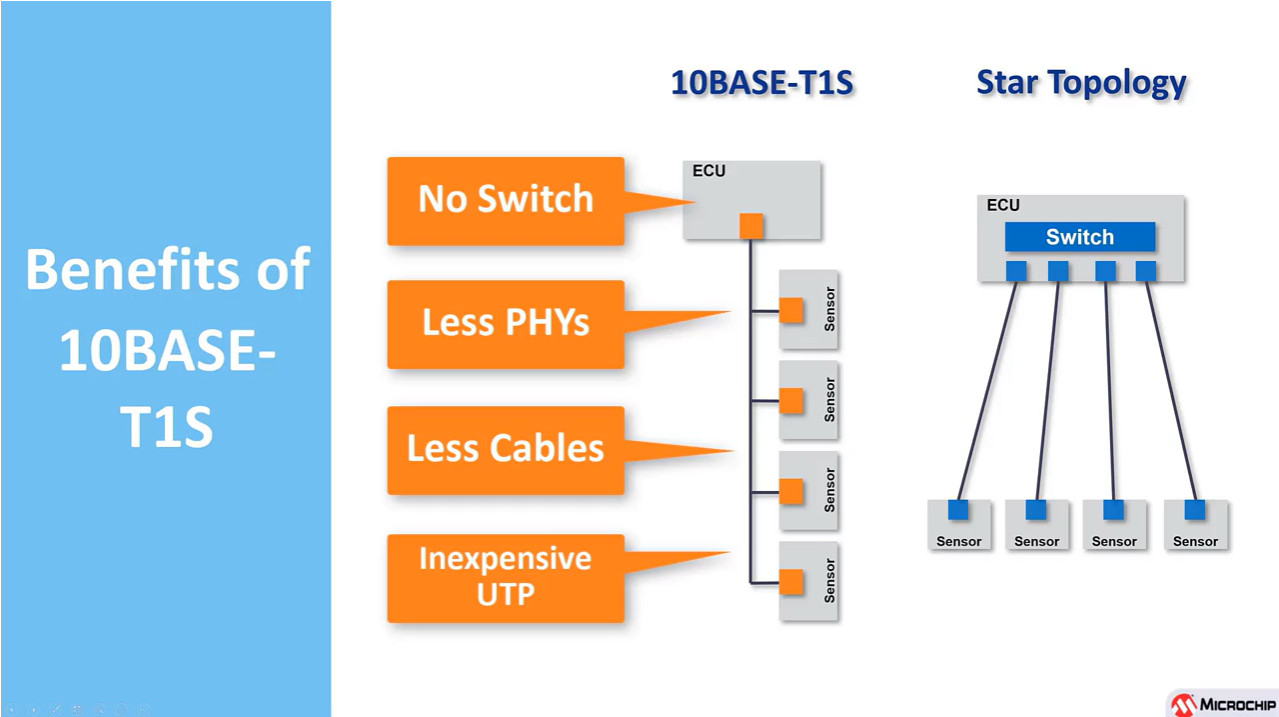 Benefits of
10BASE-
T1S
10BASE-T1S
Star Topology
No Switch
Less PHYs
Less Cables
Inexpensive
UTP
ECU
Sensor
Sensor
Sensor
Sensor
ECU
Switch
Sensor
Sensor
Sensor
Sensor
MICROCHIP